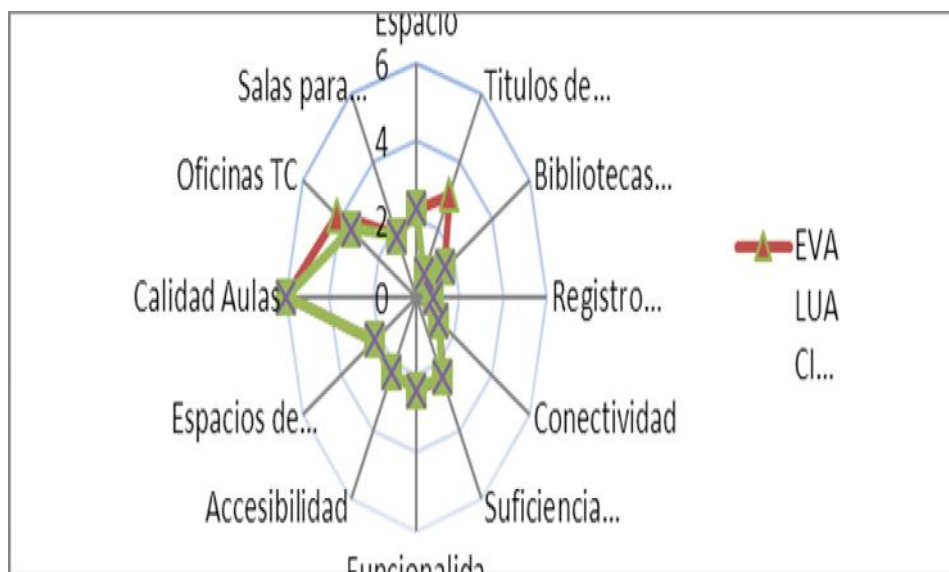 Espacio
6
Salas para...
Titulos de...
4
Oficinas TC
Bibliotecas...
2
EVA
LUA
CI...
Calidad Aulas
0
Registro...
Espacios de...
Conectividad
Accesibilidad
Suficiencia...
Funcionalida